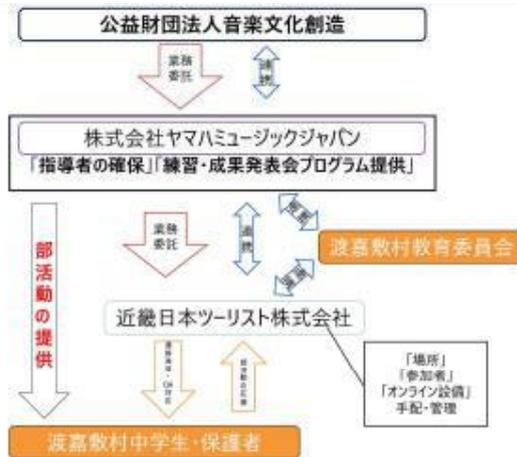 公益財団法人音楽文化創造
業務
委託
連携
株式会社ヤマハミュージックジャパン
「指導者の確保」「練習・成果発表会プログラム提供」
部活動の提供
業務
委託
連携
連携
渡嘉敷村教育委員会
連携
近畿日本ツーリスト株式会社
「場所」
「参加者」
「オンライン設備」
手配・管理
渡嘉敷村中学生・保護者